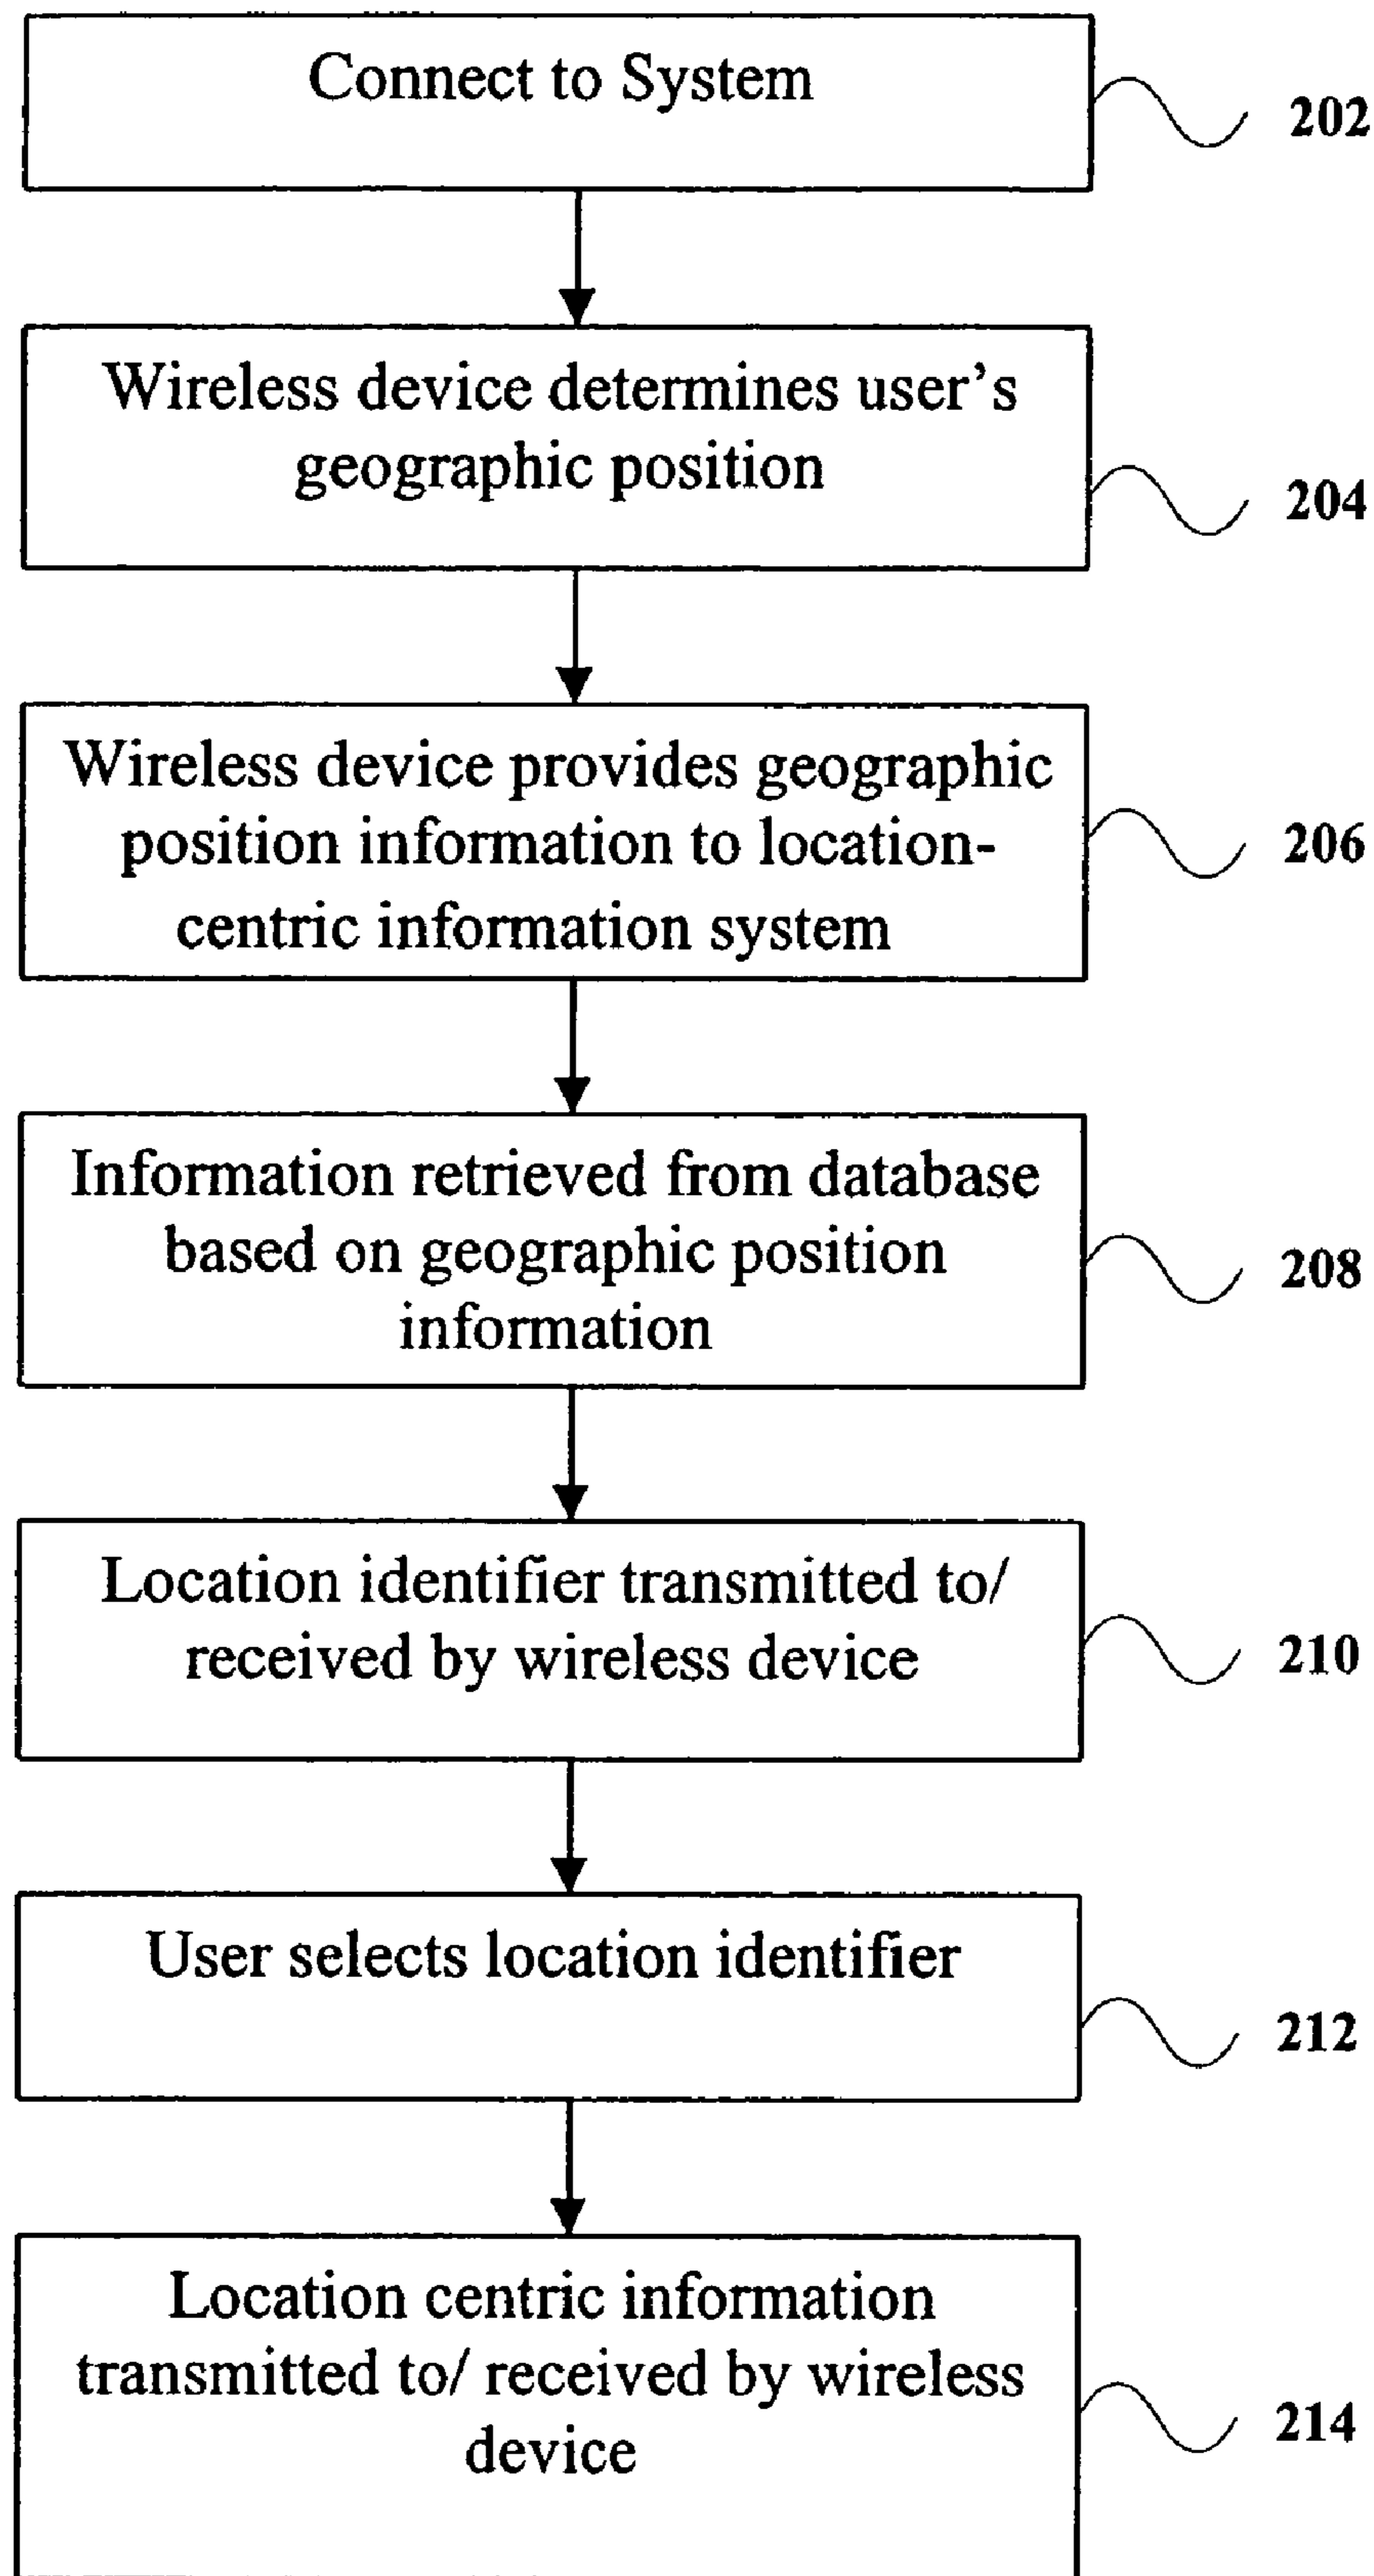 Connect to System
202
Wireless device determines user's
geographic position
204
Wireless device provides geographic
position information to location-
centric information system
206
Information retrieved from database
based on geographic position
information
208
Location identifier transmitted to/
received by wireless device
210
User selects location identifier
212
Location centric information
transmitted to/ received by wireless
device
214